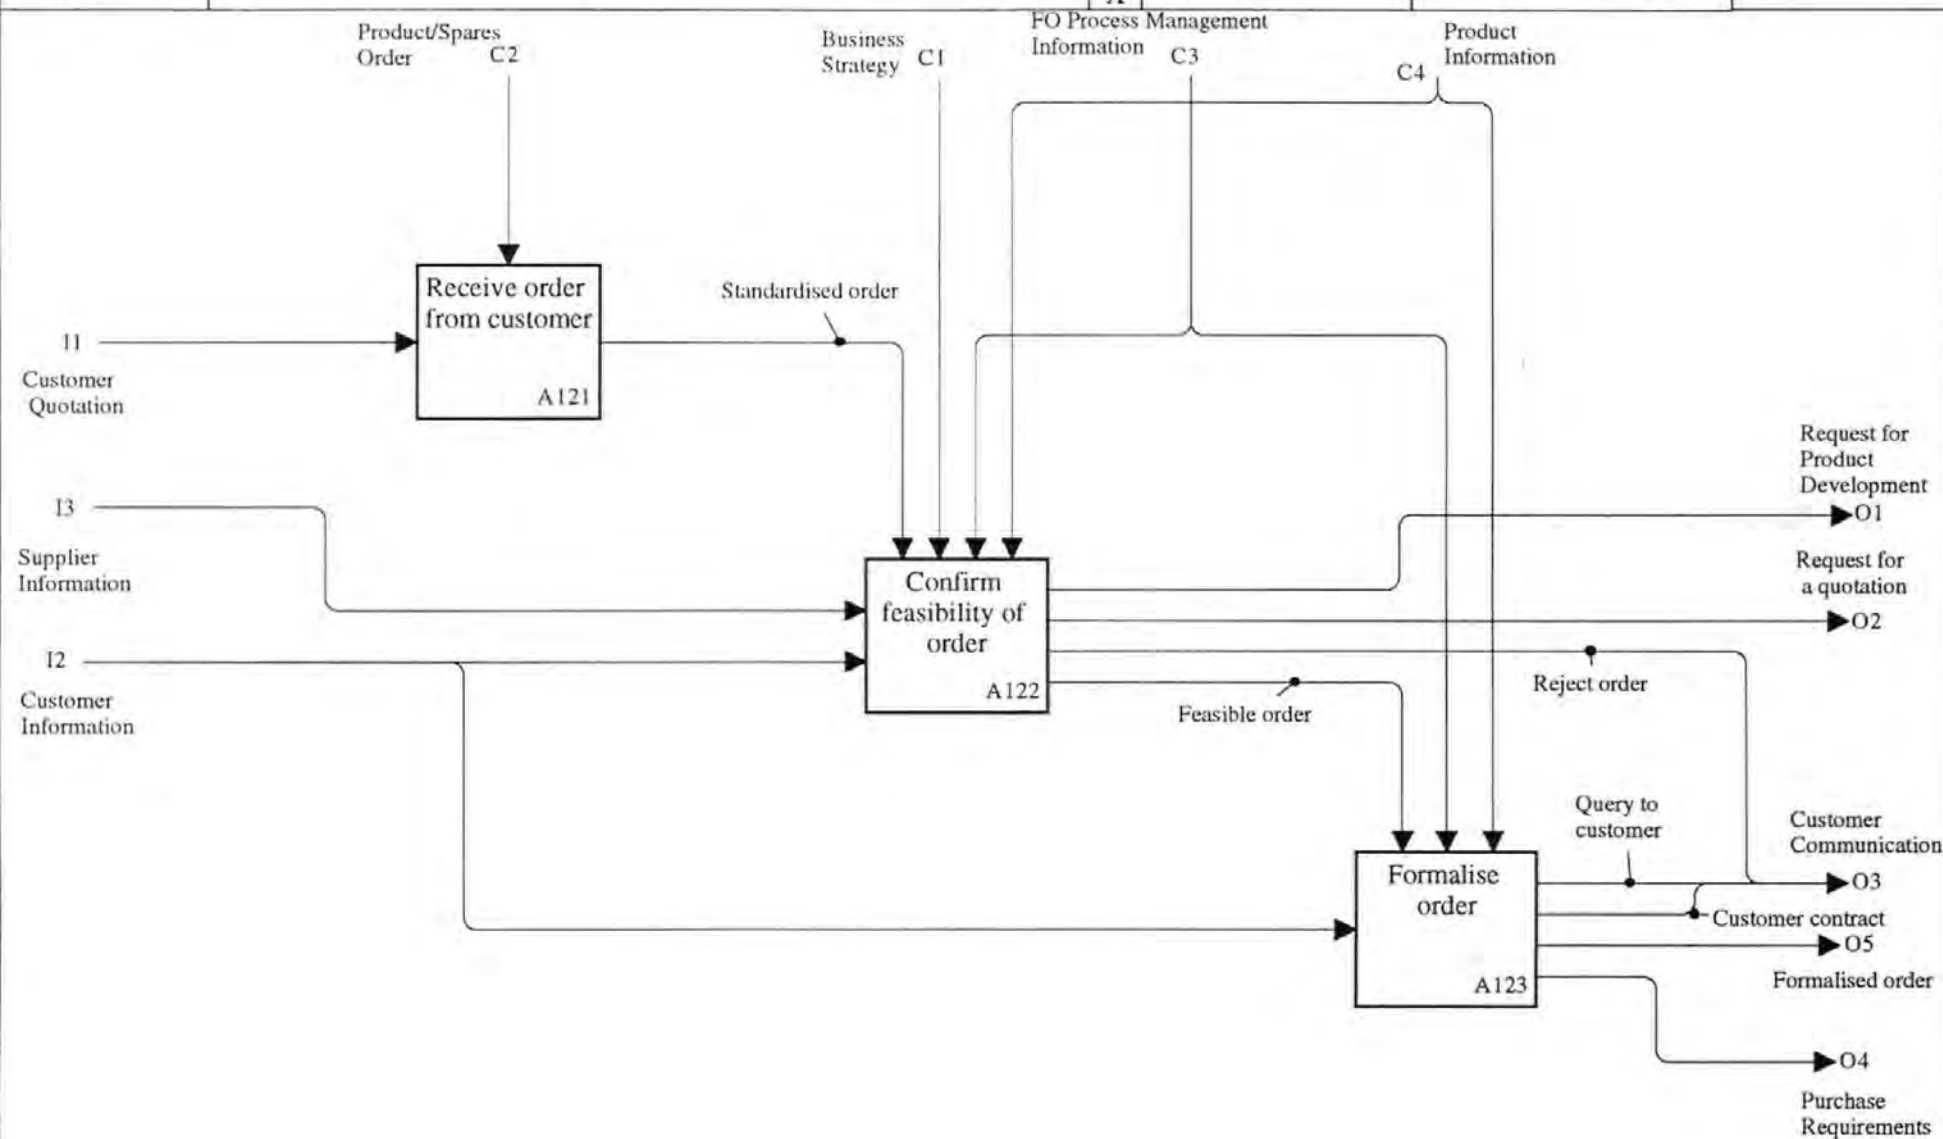 Product/Spares
Order C2
Business
Strategy C1
FO Process Management
Information
C3
Product
Information
C4
Receive order
from customer
A121
Standardised order
I1
Customer
Quotation
I3
Supplier
Information
I2
Customer
Information
Confirm
feasibility of
order
A122
Request for
Product
Development
O1
Request for
a quotation
O2
Reject order
Feasible order
Query to
customer
Customer
Communication
O3
Formalise
order
A123
Customer contract
O5
Formalised order
O4
Purchase
Requirements